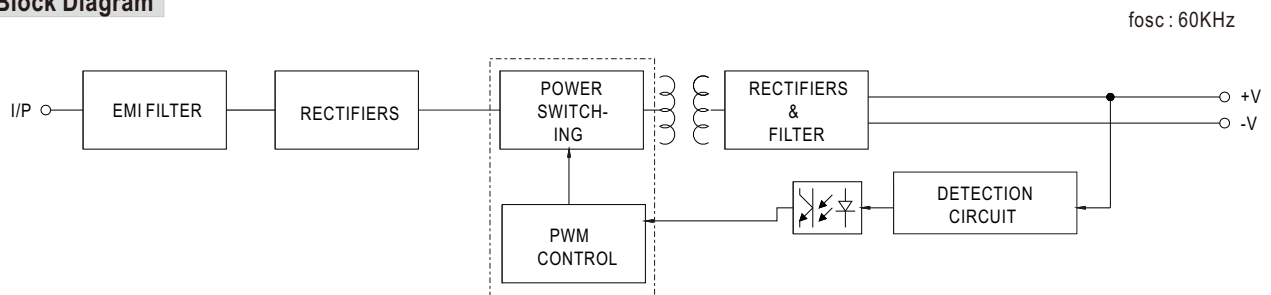 Block Diagram
fosc : 60KHz
I/P
EMI FILTER
RECTIFIERS
POWER
SWITCH-
ING
RECTIFIERS
&
FILTER
+V
-V
DETECTION
CIRCUIT
PWM
CONTROL